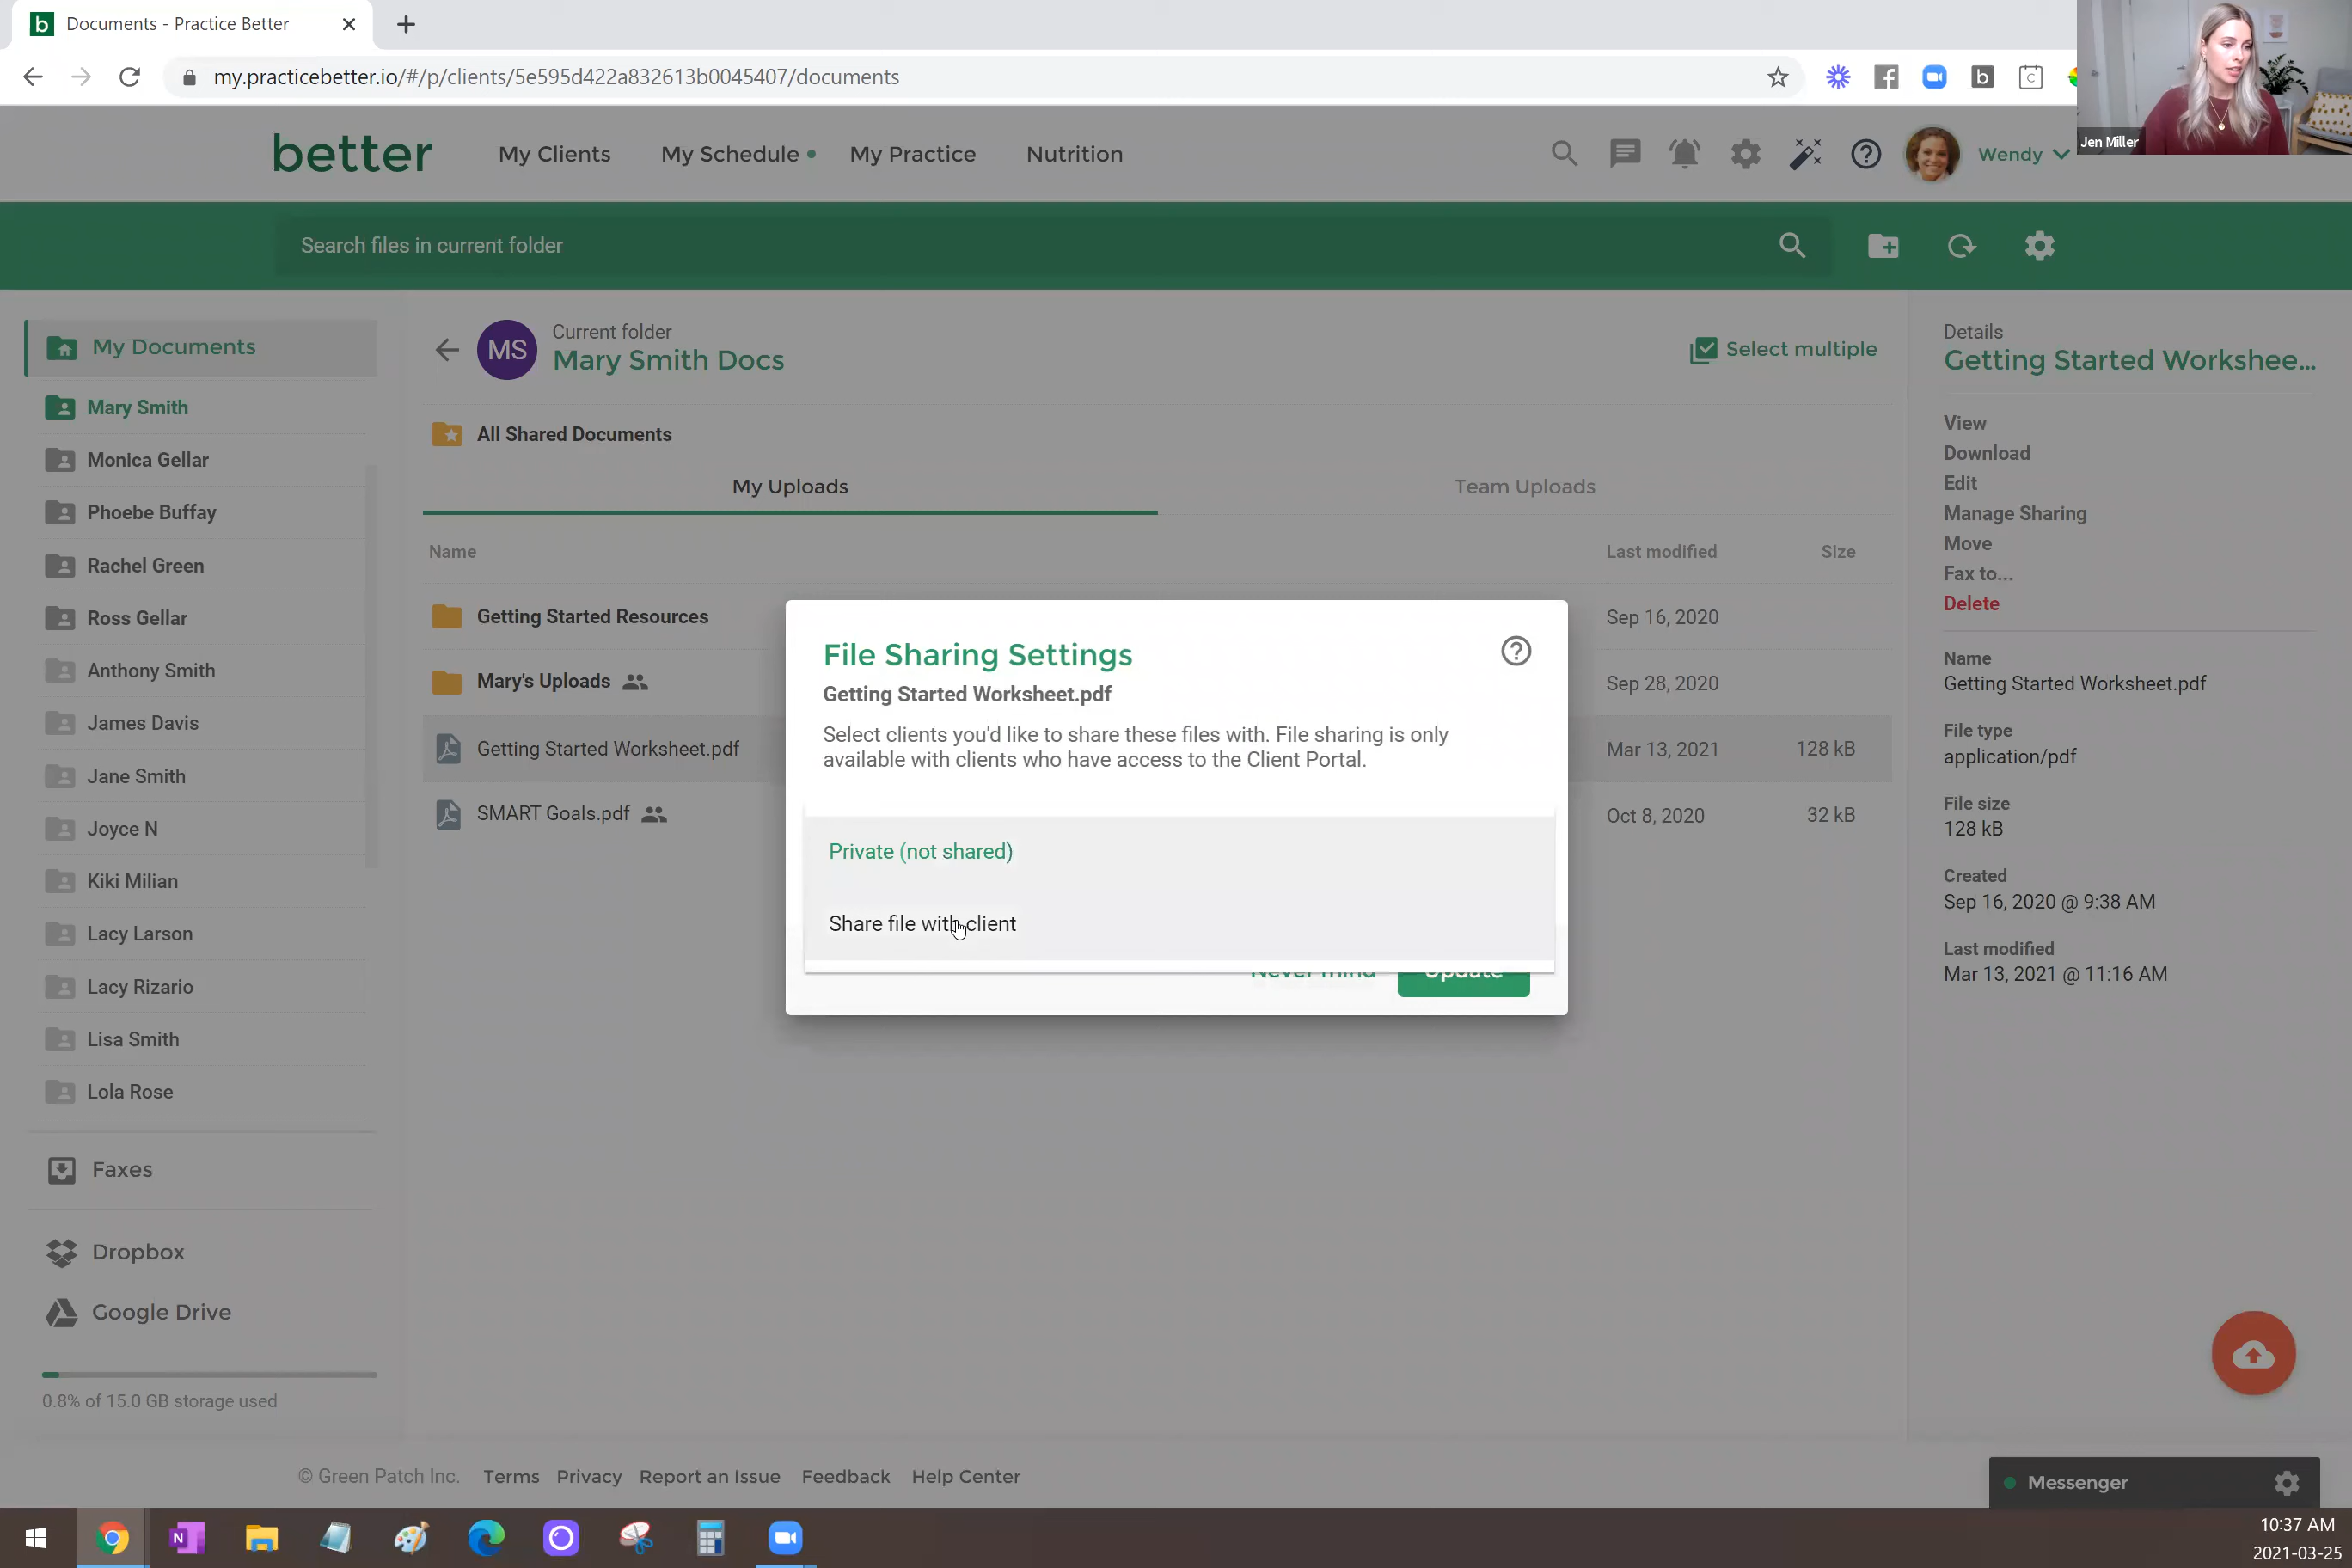 Documents - Practice Better
my.practicebetter.io/#/p/clients/5e595d422a832613b0045407/documents
Jen Miller
better
My Clients
My Schedule
My Practice
Nutrition
Wendy
Search files in current folder
My Documents
Mary Smith
Monica Gellar
Phoebe Buffay
Rachel Green
Ross Gellar
Anthony Smith
James Davis
Jane Smith
Joyce N
Kiki Milian
Lacy Larson
Lacy Rizario
Lisa Smith
Lola Rose
Faxes
Dropbox
Google Drive
0.8% of 15.0 GB storage used
MS
Current folder
Mary Smith Docs
Select multiple
All Shared Documents
My Uploads
Team Uploads
Name
Last modified
Size
Getting Started Resources
Sep 16, 2020
Mary's Uploads
Sep 28, 2020
Getting Started Worksheet.pdf
Mar 13, 2021
128 kB
SMART Goals.pdf
Oct 8, 2020
32 kB
File Sharing Settings
Getting Started Worksheet.pdf
Select clients you'd like to share these files with. File sharing is only
available with clients who have access to the Client Portal.
Private (not shared)
Share file with client
Never mind
Update
Details
Getting Started Workshee...
View
Download
Edit
Manage Sharing
Move
Fax to...
Delete
Name
Getting Started Worksheet.pdf
File type
application/pdf
File size
128 kB
Created
Sep 16, 2020 @ 9:38 AM
Last modified
Mar 13, 2021 @ 11:16 AM
© Green Patch Inc.
Terms
Privacy
Report an Issue
Feedback
Help Center
Messenger
10:37 AM
2021-03-25